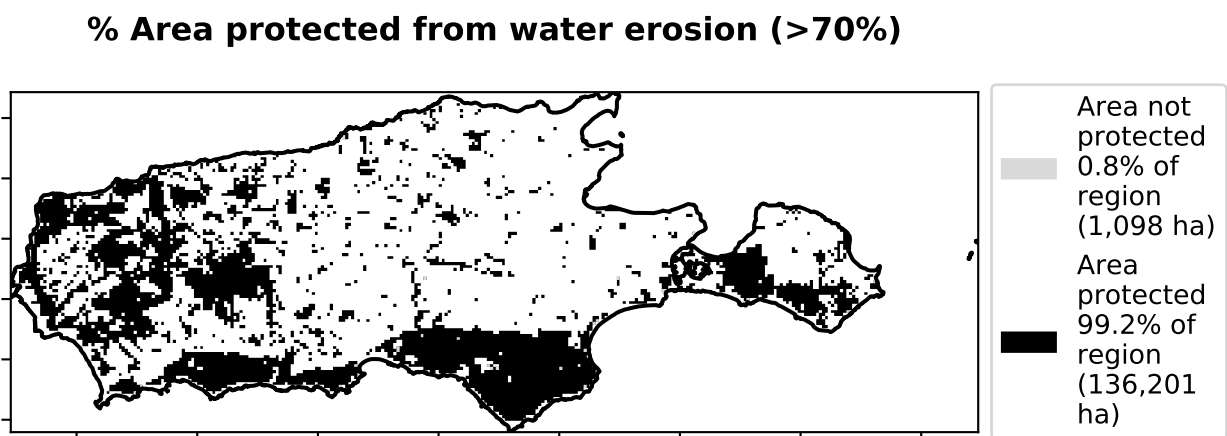 % Area protected from water erosion (>70%)
Area not
protected
0.8% of
region
(1,098 ha)
Area
protected
99.2% of
region
(136,201
ha)